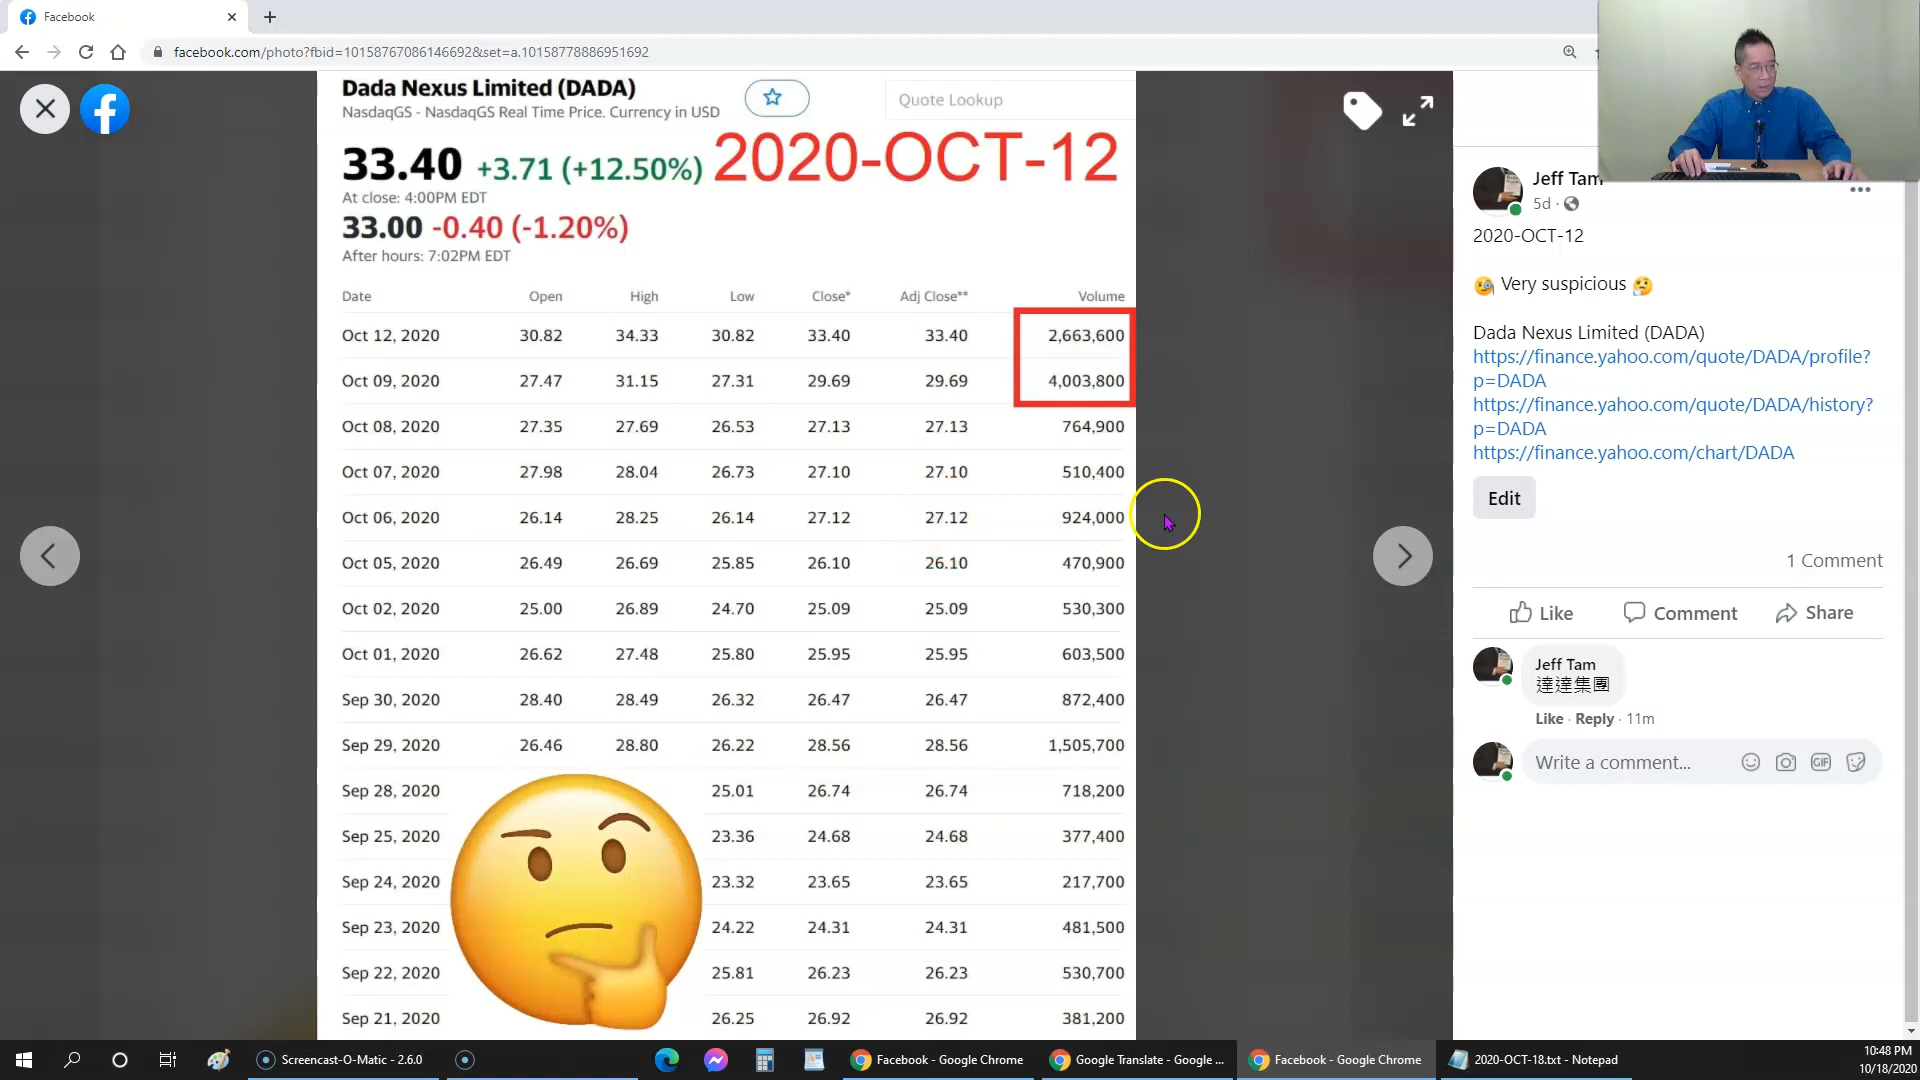 Facebook
facebook.com/photo?fbid=10158767086146692&set=a.10158778886951692
Dada Nexus Limited (DADA)
NasdaqGS - NasdaqGS Real Time Price. Currency in USD
Quote Lookup
33.40 +3.71 (+12.50%) 2020-OCT-12
At close: 4:00PM EDT
33.00 -0.40 (-1.20%)
After hours: 7:02PM EDT
Date Open High Low Close* Adj Close** Volume
Oct 12, 2020 30.82 34.33 30.82 33.40 33.40 2,663,600
Oct 09, 2020 27.47 31.15 27.31 29.69 29.69 4,003,800
Oct 08, 2020 27.35 27.69 26.53 27.13 27.13 764,900
Oct 07, 2020 27.98 28.04 26.73 27.10 27.10 510,400
Oct 06, 2020 26.14 28.25 26.14 27.12 27.12 924,000
Oct 05, 2020 26.49 26.69 25.85 26.10 26.10 470,900
Oct 02, 2020 25.00 26.89 24.70 25.09 25.09 530,300
Oct 01, 2020 26.62 27.48 25.80 25.95 25.95 603,500
Sep 30, 2020 28.40 28.49 26.32 26.47 26.47 872,400
Sep 29, 2020 26.46 28.80 26.22 28.56 28.56 1,505,700
Sep 28, 2020 25.01 26.74 26.74 718,200
Sep 25, 2020 23.36 24.68 24.68 377,400
Sep 24, 2020 23.32 23.65 23.65 217,700
Sep 23, 2020 24.22 24.31 24.31 481,500
Sep 22, 2020 25.81 26.23 26.23 530,700
Sep 21, 2020 26.25 26.92 26.92 381,200
Jeff Tam
5d ·
2020-OCT-12
Very suspicious
Dada Nexus Limited (DADA)
https://finance.yahoo.com/quote/DADA/profile?
p=DADA
https://finance.yahoo.com/quote/DADA/history?
p=DADA
https://finance.yahoo.com/chart/DADA
Edit
1 Comment
Like Comment Share
Jeff Tam
達達集團
Like · Reply · 11m
Write a comment...
GIF
Screencast-O-Matic - 2.6.0
Facebook - Google Chrome
Google Translate - Google ...
Facebook - Google Chrome
2020-OCT-18.txt - Notepad
10:48 PM
10/18/2020